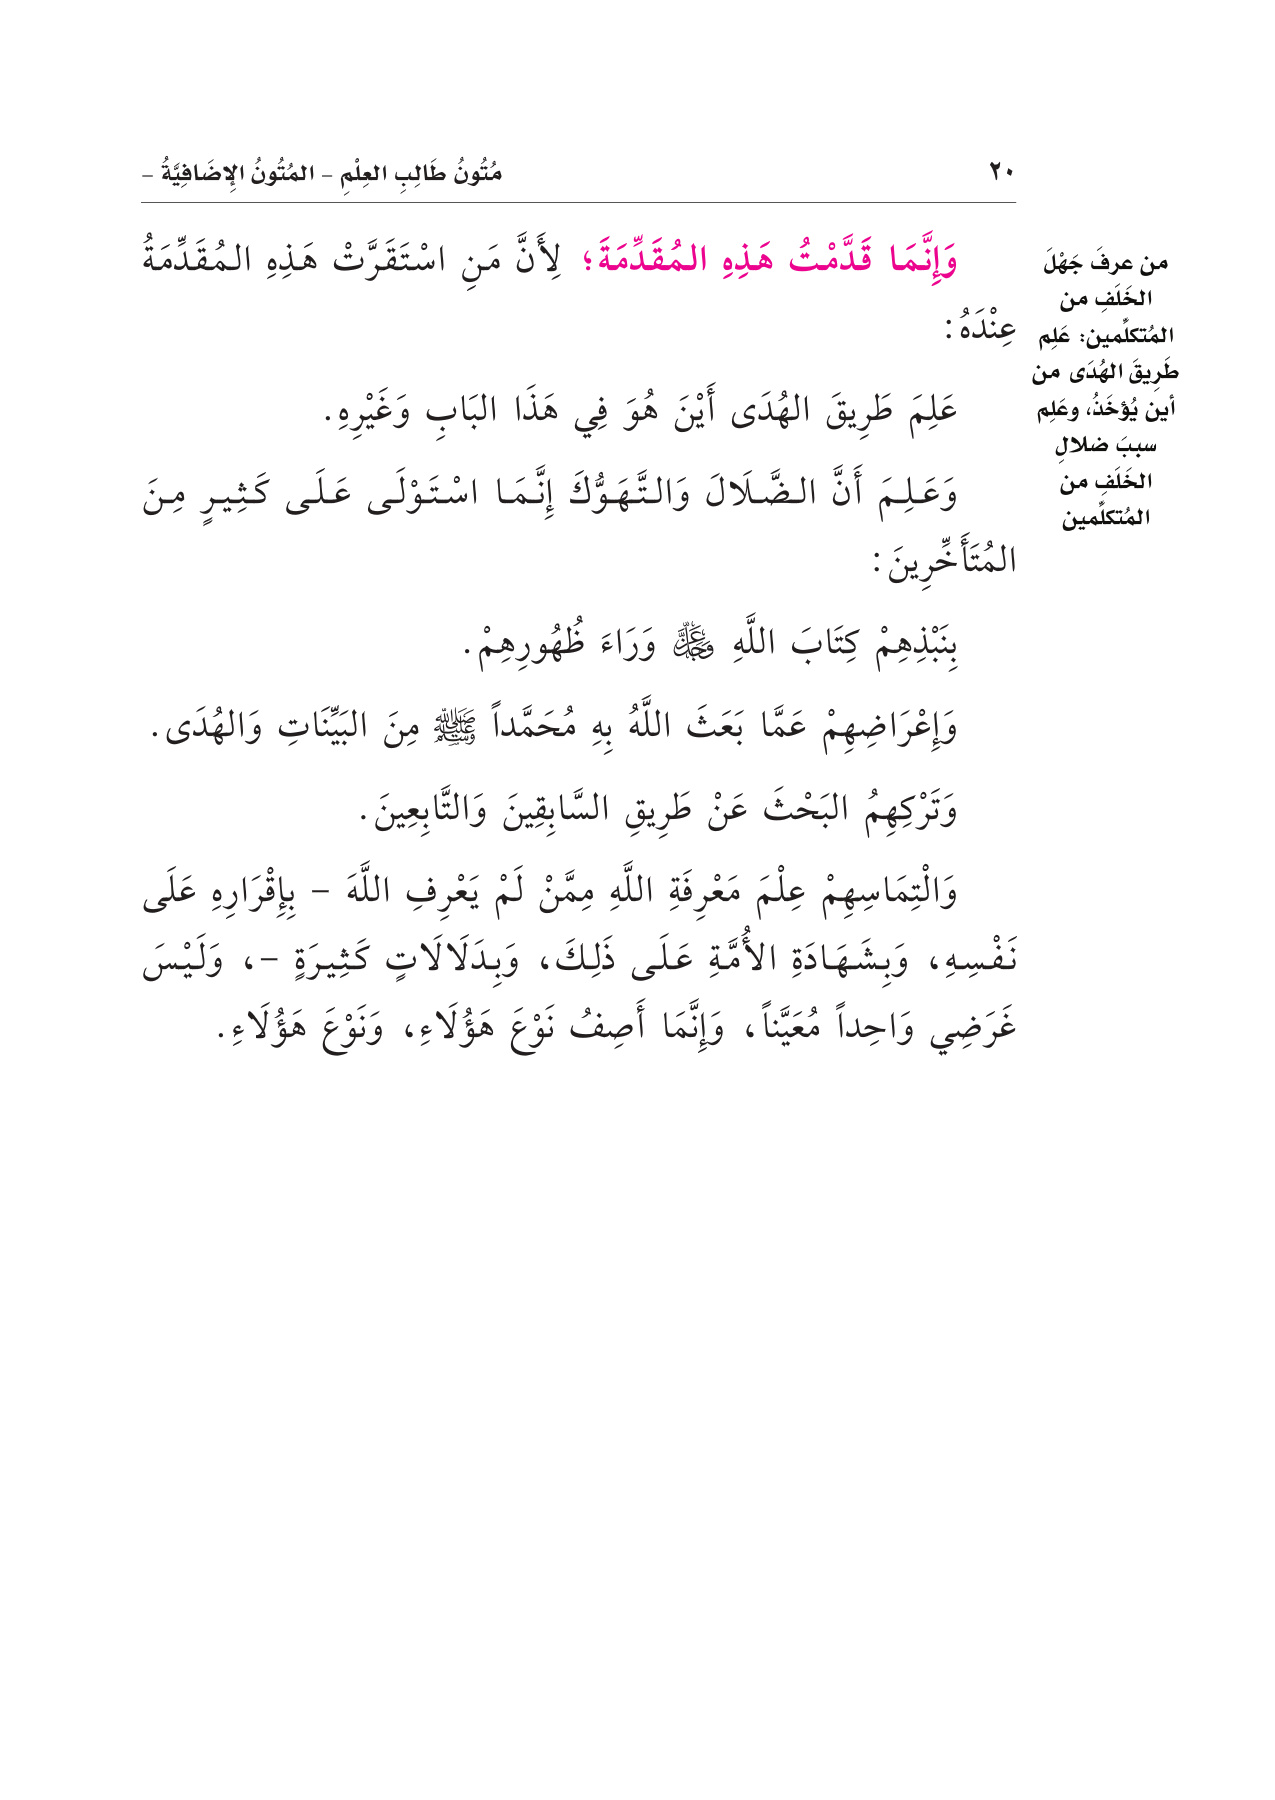 ٢٠
مُتُونُ طَالِبِ العِلْمِ – المُتُونُ الإِضَافِيَّةُ –
وَإِنَّمَا قَدَّمْتُ هَذِهِ المُقَدِّمَةَ؛ لِأَنَّ مَنِ اسْتَقَرَّتْ هَذِهِ المُقَدِّمَةُ
عِنْدَهُ:
عَلِمَ طَرِيقَ الهُدَى أَيْنَ هُوَ فِي هَذَا البَابِ وَغَيْرِهِ.
وَعَلِمَ أَنَّ الضَّلَالَ وَالتَّهَوُّكَ إِنَّمَا اسْتَوْلَى عَلَى كَثِيرٍ مِنَ
المُتَأَخِّرِينَ:
بِنَبْذِهِمْ كِتَابَ اللَّهِ عَزَّ وَجَلَّ وَرَاءَ ظُهُورِهِمْ.
وَإِعْرَاضِهِمْ عَمَّا بَعَثَ اللَّهُ بِهِ مُحَمَّداً ﷺ مِنَ البَيِّنَاتِ وَالهُدَى.
وَتَرْكِهِمُ البَحْثَ عَنْ طَرِيقِ السَّابِقِينَ وَالتَّابِعِينَ.
وَالْتِمَاسِهِمْ عِلْمَ مَعْرِفَةِ اللَّهِ مِمَّنْ لَمْ يَعْرِفِ اللَّهَ – بِإِقْرَارِهِ عَلَى
نَفْسِهِ، وَبِشَهَادَةِ الأُمَّةِ عَلَى ذَلِكَ، وَبِدَلَالَاتٍ كَثِيرَةٍ –، وَلَيْسَ
غَرَضِي وَاحِداً مُعَيَّناً، وَإِنَّمَا أَصِفُ نَوْعَ هَؤُلَاءِ، وَنَوْعَ هَؤُلَاءِ.
من عرفَ جَهْلَ
الخَلَفِ من
المُتكلِّمين: عَلِم
طَرِيقَ الهُدَى من
أين يُؤخَذُ، وعَلِم
سببَ ضلالِ
الخَلَفِ من
المُتكلِّمين